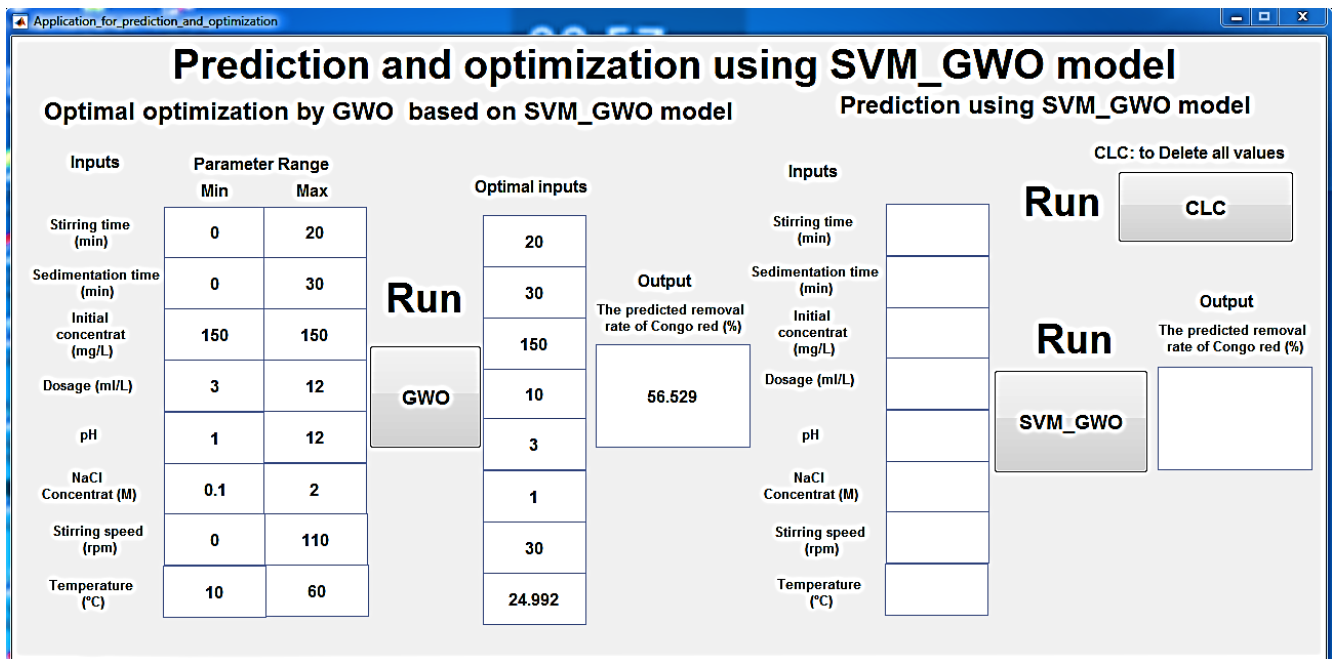 Application_for_prediction_and_optimization
Prediction and optimization using SVM_GWO model
Optimal optimization by GWO based on SVM_GWO model
Inputs
Parameter Range
Min
Max
Optimal inputs
Stirring time
(min)
0
20
20
Sedimentation time
(min)
0
30
30
Initial
concentrat
(mg/L)
150
150
150
Dosage (ml/L)
3
12
10
pH
1
12
3
NaCl
Concentrat (M)
0.1
2
1
Stirring speed
(rpm)
0
110
30
Temperature
(ºC)
10
60
24.992
Run
GWO
Output
The predicted removal
rate of Congo red (%)
56.529
Prediction using SVM_GWO model
Inputs
Stirring time
(min)
Sedimentation time
(min)
Initial
concentrat
(mg/L)
Dosage (ml/L)
pH
NaCl
Concentrat (M)
Stirring speed
(rpm)
Temperature
(ºC)
CLC: to Delete all values
Run
CLC
Run
SVM_GWO
Output
The predicted removal
rate of Congo red (%)